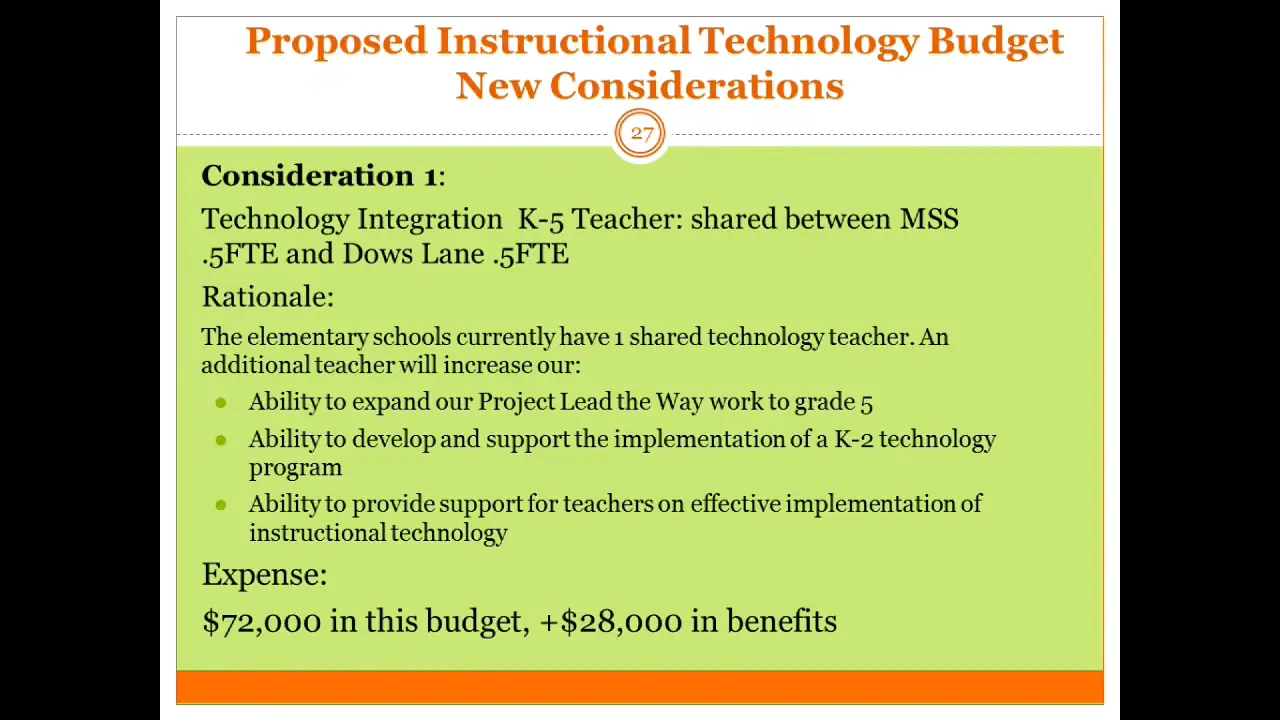 Proposed Instructional Technology Budget
New Considerations
27
Consideration 1:
Technology Integration K-5 Teacher: shared between MSS
.5FTE and Dows Lane .5FTE
Rationale:
The elementary schools currently have 1 shared technology teacher. An
additional teacher will increase our:
● Ability to expand our Project Lead the Way work to grade 5
● Ability to develop and support the implementation of a K-2 technology
program
● Ability to provide support for teachers on effective implementation of
instructional technology
Expense:
$72,000 in this budget, +$28,000 in benefits